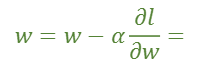 w = w − α ∂l/∂w =